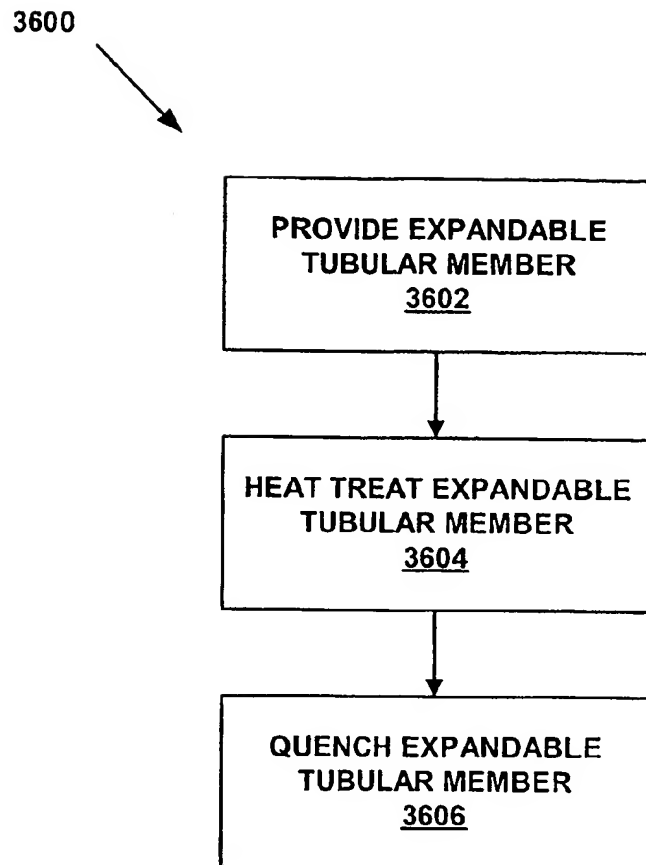 3600
PROVIDE EXPANDABLE
TUBULAR MEMBER
3602
HEAT TREAT EXPANDABLE
TUBULAR MEMBER
3604
QUENCH EXPANDABLE
TUBULAR MEMBER
3606